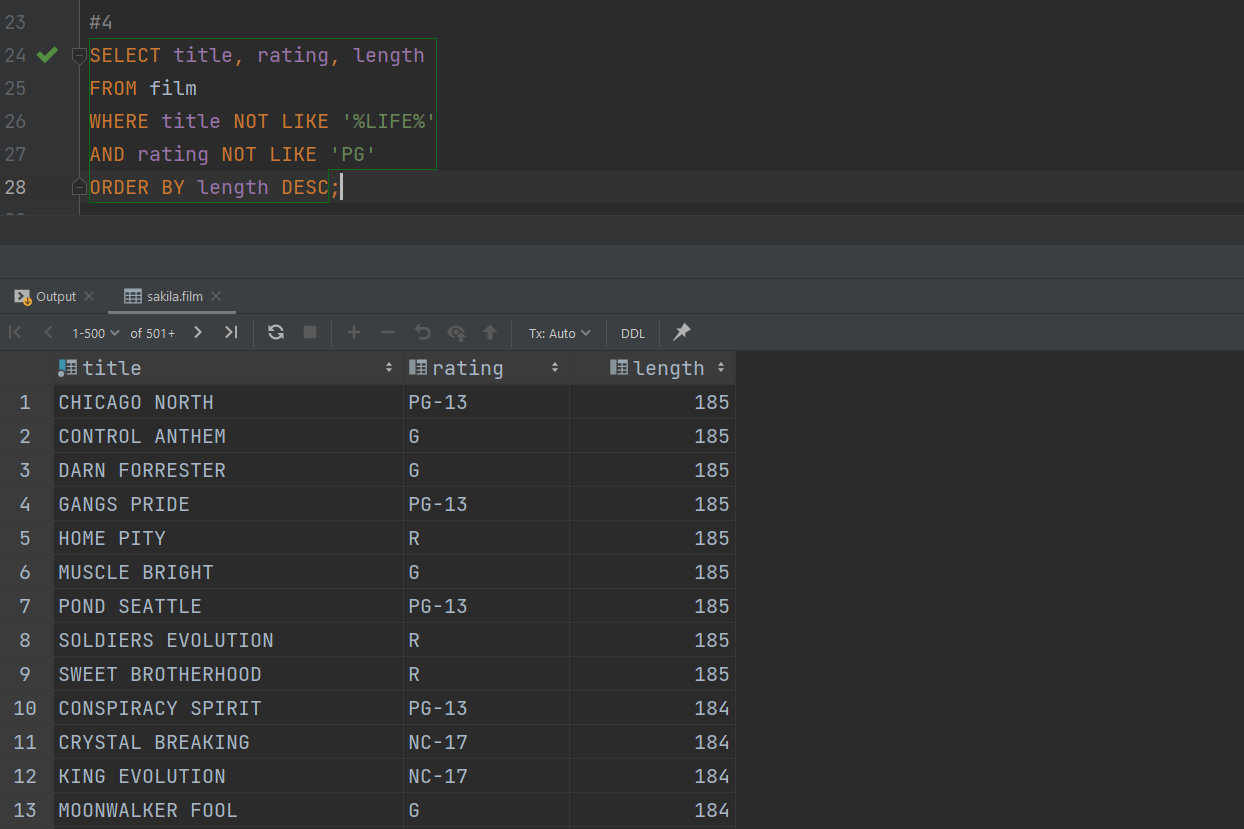 23 #4
24 SELECT title, rating, length
25 FROM film
26 WHERE title NOT LIKE '%LIFE%'
27 AND rating NOT LIKE 'PG'
28 ORDER BY length DESC;
Output sakila.film
1-500 of 501+ Tx: Auto DDL
title rating length
1 CHICAGO NORTH PG-13 185
2 CONTROL ANTHEM G 185
3 DARN FORRESTER G 185
4 GANGS PRIDE PG-13 185
5 HOME PITY R 185
6 MUSCLE BRIGHT G 185
7 POND SEATTLE PG-13 185
8 SOLDIERS EVOLUTION R 185
9 SWEET BROTHERHOOD R 185
10 CONSPIRACY SPIRIT PG-13 184
11 CRYSTAL BREAKING NC-17 184
12 KING EVOLUTION NC-17 184
13 MOONWALKER FOOL G 184